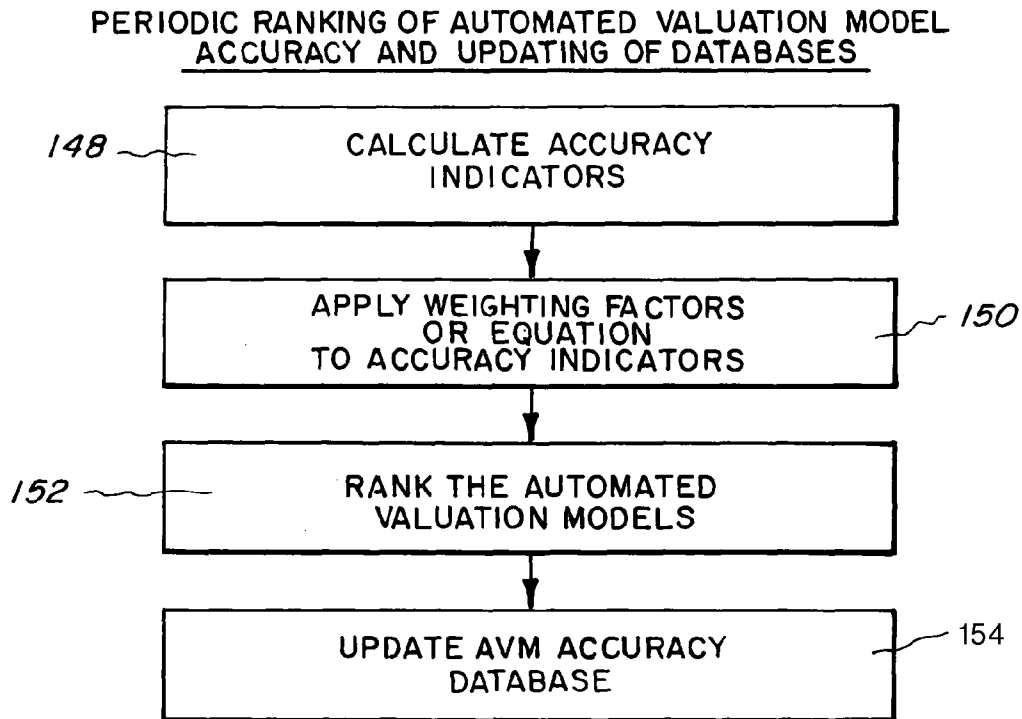 PERIODIC RANKING OF AUTOMATED VALUATION MODEL
ACCURACY AND UPDATING OF DATABASES
148
CALCULATE ACCURACY
INDICATORS
APPLY WEIGHTING FACTORS
OR EQUATION
TO ACCURACY INDICATORS
150
152
RANK THE AUTOMATED
VALUATION MODELS
UPDATE AVM ACCURACY
DATABASE
154